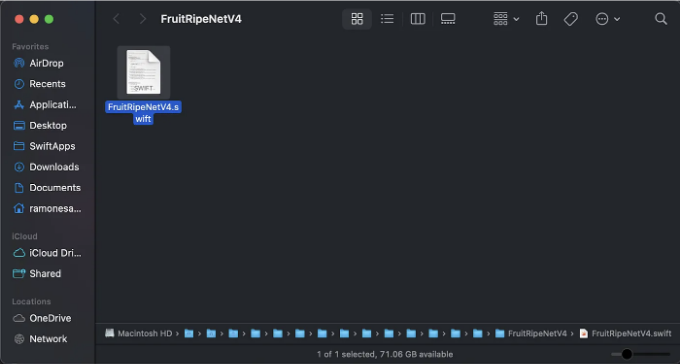 FruitRipeNetV4
Favorites
AirDrop
Recents
Applicati...
Desktop
SwiftApps
Downloads
Documents
ramonesa...
iCloud
iCloud Dri...
Shared
Locations
OneDrive
Network
SWIFT
FruitRipeNetV4.s
wift
Macintosh HD › › › › › › › › › › › › › › › FruitRipeNetV4 › FruitRipeNetV4.swift
1 of 1 selected, 71.06 GB available